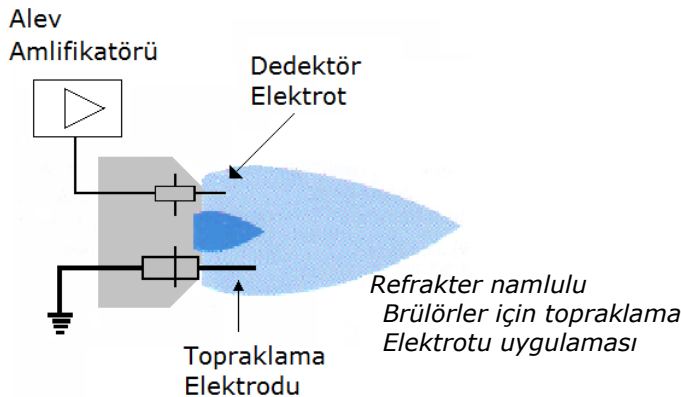 Alev
Amlifikatörü
Dedektör
Elektrot
Refrakter namlulu
Brülörler için topraklama
Elektrotu uygulaması
Topraklama
Elektrodu